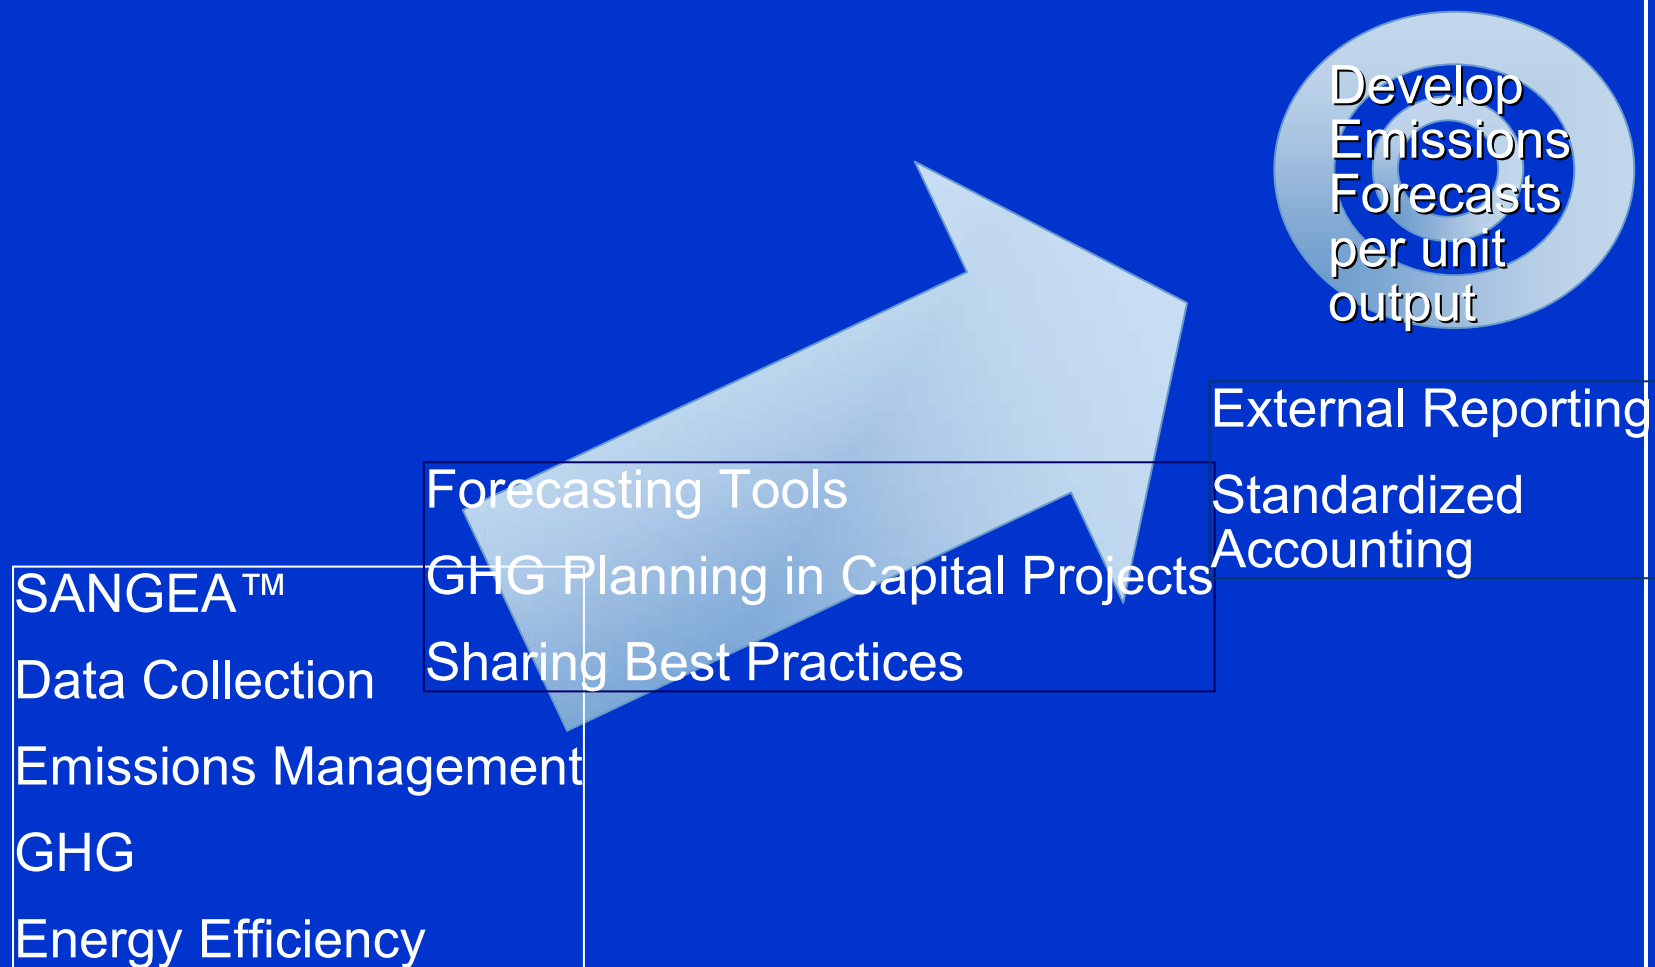 Develop
Emissions
Forecasts
per unit
output
External Reporting
Standardized
Accounting
Forecasting Tools
GHG Planning in Capital Projects
Sharing Best Practices
SANGEA™
Data Collection
Emissions Management
GHG
Energy Efficiency